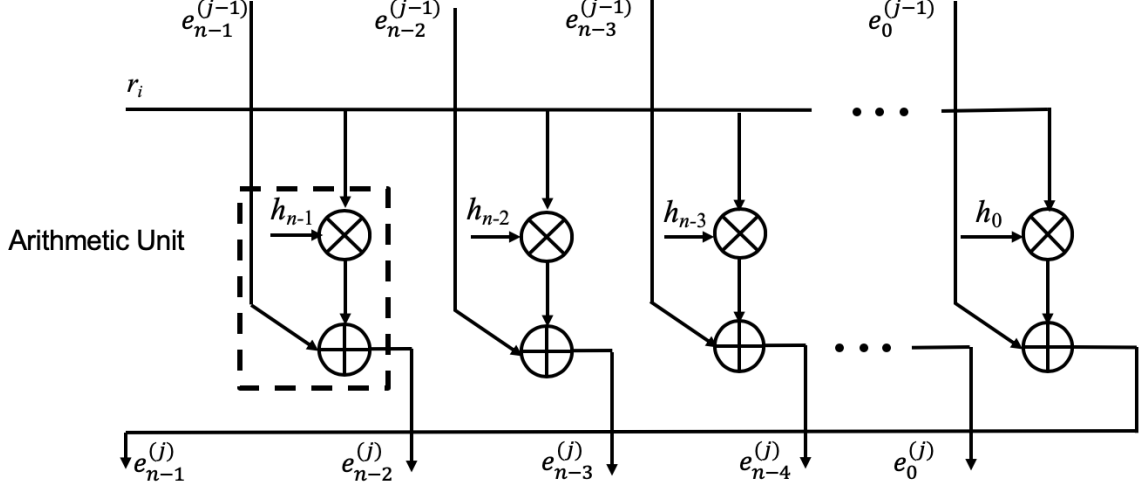 e_{n-1}^{(j-1)} e_{n-2}^{(j-1)} e_{n-3}^{(j-1)} e_0^{(j-1)}
r_i
• • •
h_{n-1} h_{n-2} h_{n-3} h_0
Arithmetic Unit
• • •
e_{n-1}^{(j)} e_{n-2}^{(j)} e_{n-3}^{(j)} e_{n-4}^{(j)} e_0^{(j)}